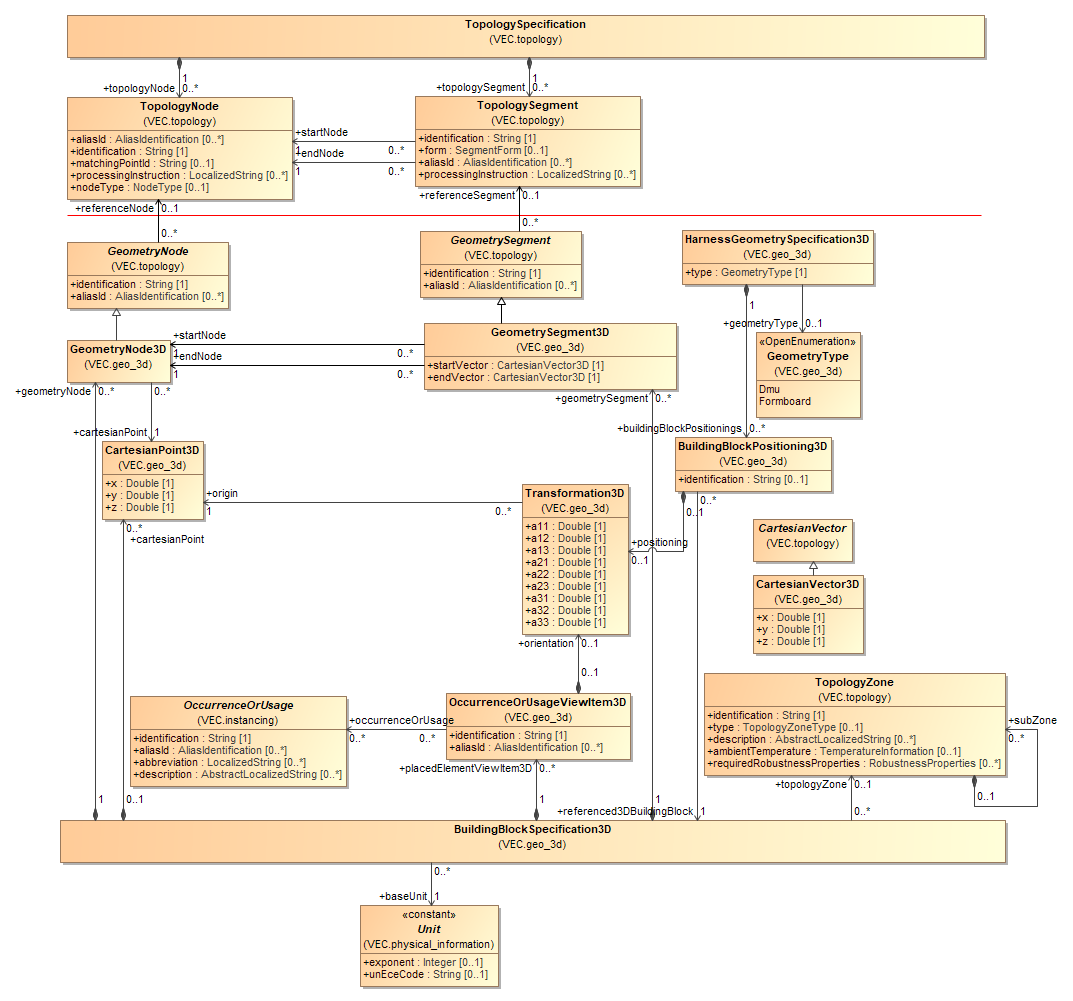 TopologySpecification
(VEC.topology)
1
+topologyNode 0..*
1
+topologySegment 0..*
TopologyNode
(VEC.topology)
+aliasId : AliasIdentification [0..*]
+identification : String [1]
+matchingPointId : String [0..1]
+processingInstruction : LocalizedString [0..*]
+nodeType : NodeType [0..1]
TopologySegment
(VEC.topology)
+identification : String [1]
+form : SegmentForm [0..1]
+aliasId : AliasIdentification [0..*]
+processingInstruction : LocalizedString [0..*]
+startNode
1
0..*
+endNode
1
0..*
+referenceNode 0..1
0..*
+referenceSegment 0..1
0..*
GeometryNode
(VEC.topology)
+identification : String [1]
+aliasId : AliasIdentification [0..*]
GeometrySegment
(VEC.topology)
+identification : String [1]
+aliasId : AliasIdentification [0..*]
HarnessGeometrySpecification3D
(VEC.geo_3d)
+type : GeometryType [1]
1
+geometryType 0..1
«OpenEnumeration»
GeometryType
(VEC.geo_3d)
Dmu
Formboard
GeometryNode3D
(VEC.geo_3d)
+startNode
1
0..*
+endNode
1
0..*
GeometrySegment3D
(VEC.geo_3d)
+startVector : CartesianVector3D [1]
+endVector : CartesianVector3D [1]
+geometryNode 0..*
0..*
+cartesianPoint 1
+geometrySegment 0..*
+buildingBlockPositionings 0..*
CartesianPoint3D
(VEC.geo_3d)
+x : Double [1]
+y : Double [1]
+z : Double [1]
BuildingBlockPositioning3D
(VEC.geo_3d)
+identification : String [0..1]
0..*
0..1
+origin
1
0..*
0..*
+cartesianPoint
Transformation3D
(VEC.geo_3d)
+a11 : Double [1]
+a12 : Double [1]
+a13 : Double [1]
+a21 : Double [1]
+a22 : Double [1]
+a23 : Double [1]
+a31 : Double [1]
+a32 : Double [1]
+a33 : Double [1]
+positioning
0..1
CartesianVector
(VEC.topology)
CartesianVector3D
(VEC.geo_3d)
+x : Double [1]
+y : Double [1]
+z : Double [1]
+orientation 0..1
0..1
OccurrenceOrUsage
(VEC.instancing)
+identification : String [1]
+aliasId : AliasIdentification [0..*]
+abbreviation : LocalizedString [0..*]
+description : AbstractLocalizedString [0..*]
+occurrenceOrUsage
0..*
0..*
OccurrenceOrUsageViewItem3D
(VEC.geo_3d)
+identification : String [1]
+aliasId : AliasIdentification [0..*]
+placedElementViewItem3D 0..*
TopologyZone
(VEC.topology)
+identification : String [1]
+type : TopologyZoneType [0..1]
+description : AbstractLocalizedString [0..*]
+ambientTemperature : TemperatureInformation [0..1]
+requiredRobustnessProperties : RobustnessProperties [0..*]
+subZone
0..*
0..1
+topologyZone 0..1
0..*
1
0..1
1
1
+referenced3DBuildingBlock 1
BuildingBlockSpecification3D
(VEC.geo_3d)
0..*
+baseUnit 1
«constant»
Unit
(VEC.physical_information)
+exponent : Integer [0..1]
+unEceCode : String [0..1]